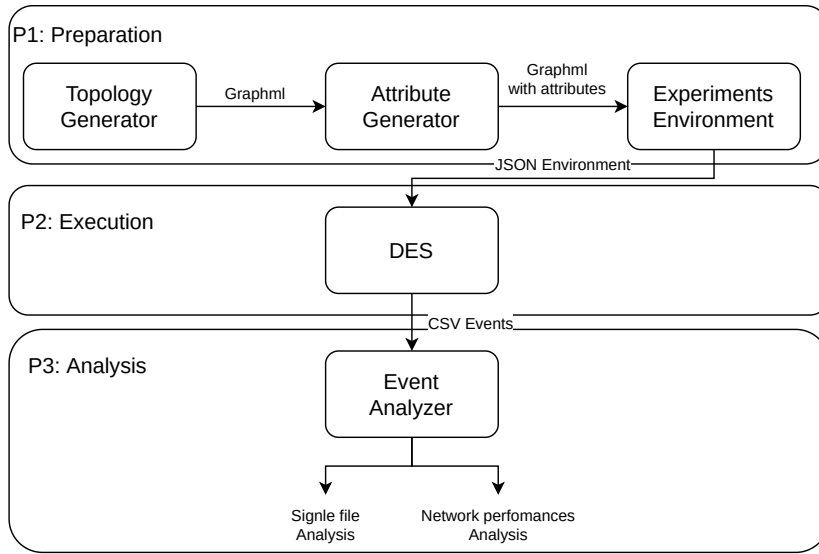 P1: Preparation
Topology
Generator
Graphml
Attribute
Generator
Graphml
with attributes
Experiments
Environment
JSON Environment
P2: Execution
DES
CSV Events
P3: Analysis
Event
Analyzer
Signle file
Analysis
Network perfomances
Analysis